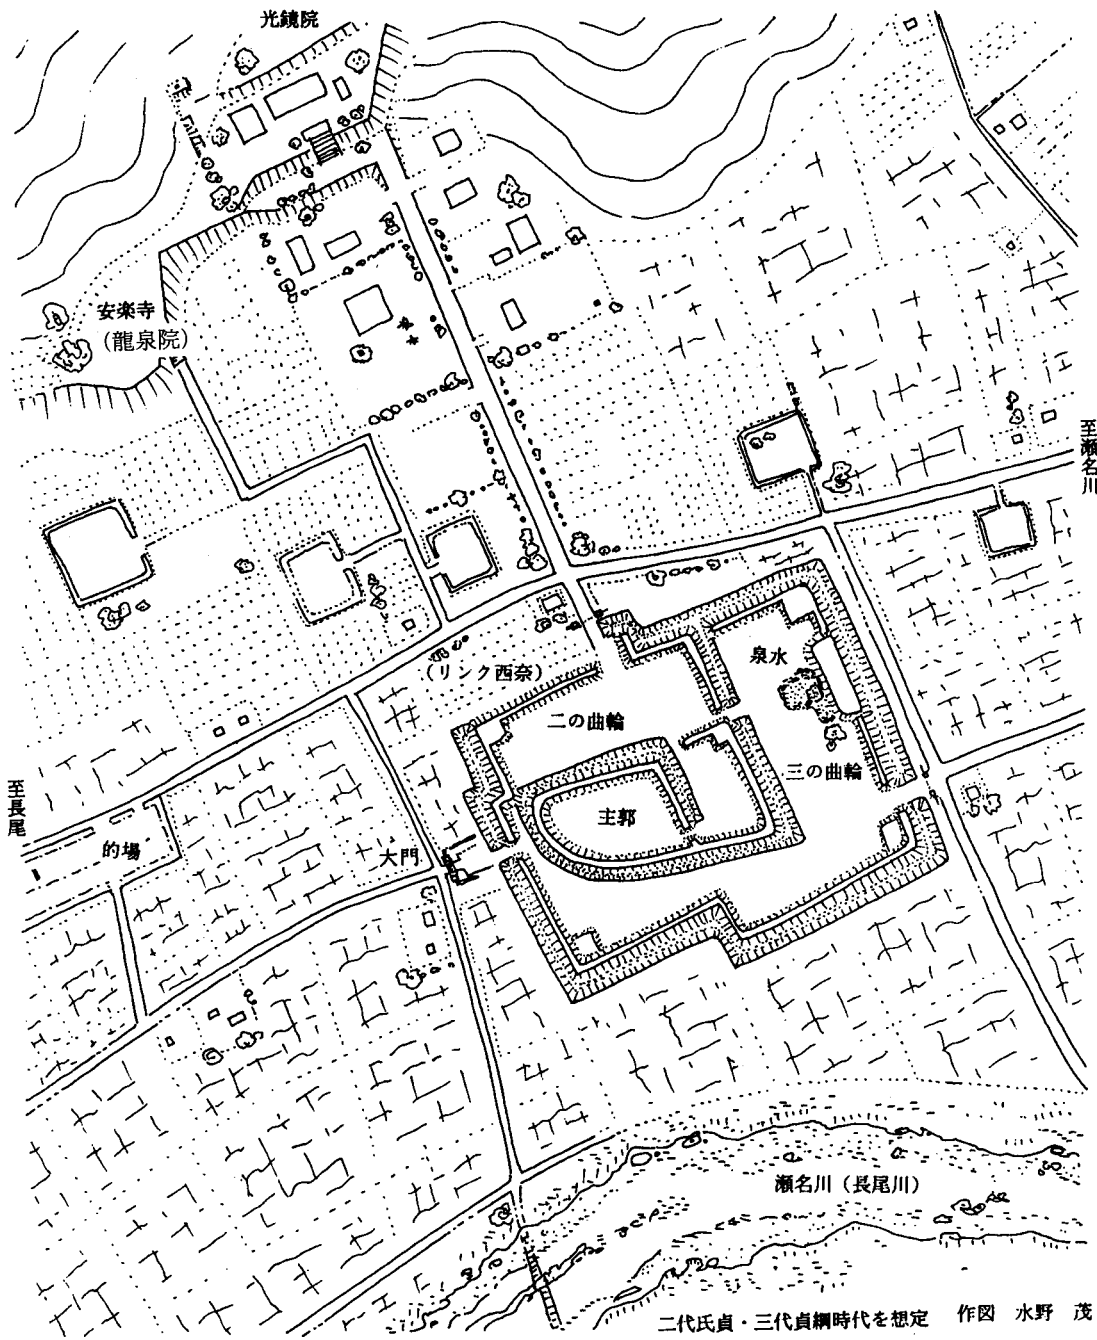 光鏡院
安楽寺
(龍泉院)
至瀬名川
泉水
(リンク西奈)
二の曲輪
三の曲輪
至長尾
主郭
的場
大門
瀬名川(長尾川)
二代氏貞・三代貞綱時代を想定 作図 水野 茂